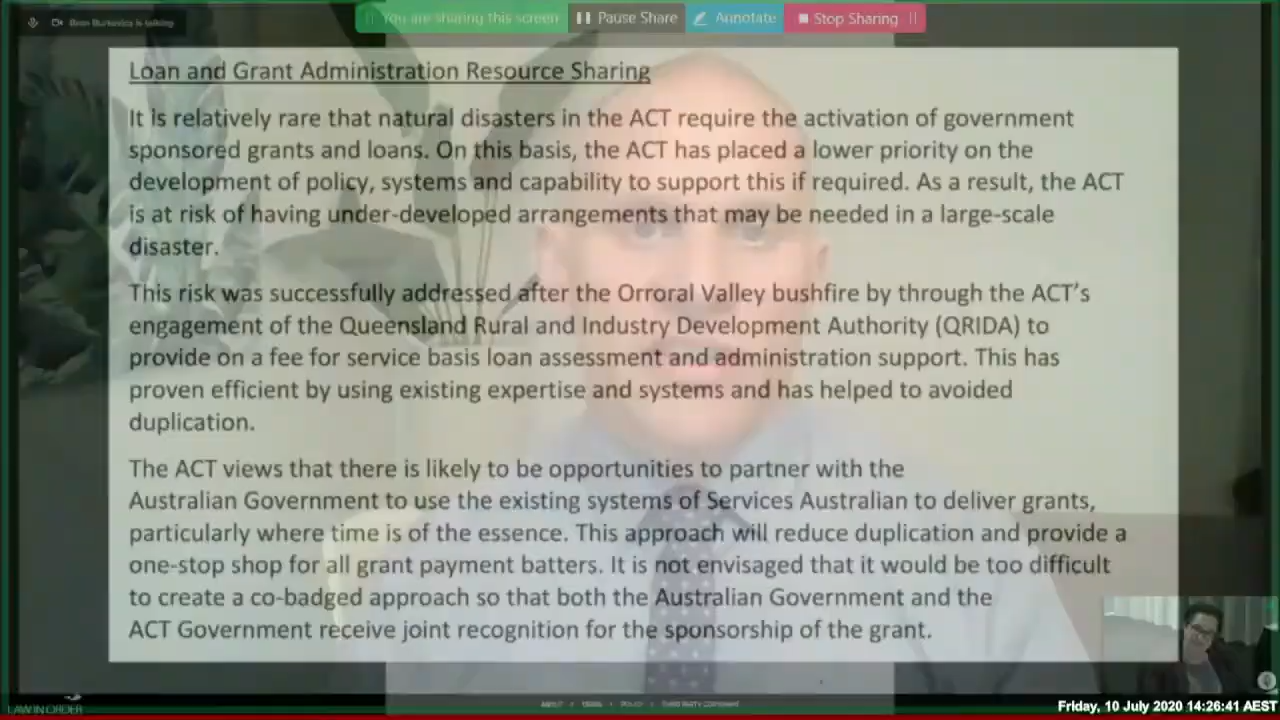 is talking
You are sharing this screen
Pause Share
Annotate
Stop Sharing
Loan and Grant Administration Resource Sharing
It is relatively rare that natural disasters in the ACT require the activation of government
sponsored grants and loans. On this basis, the ACT has placed a lower priority on the
development of policy, systems and capability to support this if required. As a result, the ACT
is at risk of having under-developed arrangements that may be needed in a large-scale
disaster.
This risk was successfully addressed after the Orroral Valley bushfire by through the ACT's
engagement of the Queensland Rural and Industry Development Authority (QRIDA) to
provide on a fee for service basis loan assessment and administration support. This has
proven efficient by using existing expertise and systems and has helped to avoided
duplication.
The ACT views that there is likely to be opportunities to partner with the
Australian Government to use the existing systems of Services Australian to deliver grants,
particularly where time is of the essence. This approach will reduce duplication and provide a
one-stop shop for all grant payment batters. It is not envisaged that it would be too difficult
to create a co-badged approach so that both the Australian Government and the
ACT Government receive joint recognition for the sponsorship of the grant.
LAW IN ORDER
Friday, 10 July 2020 14:26:41 AEST